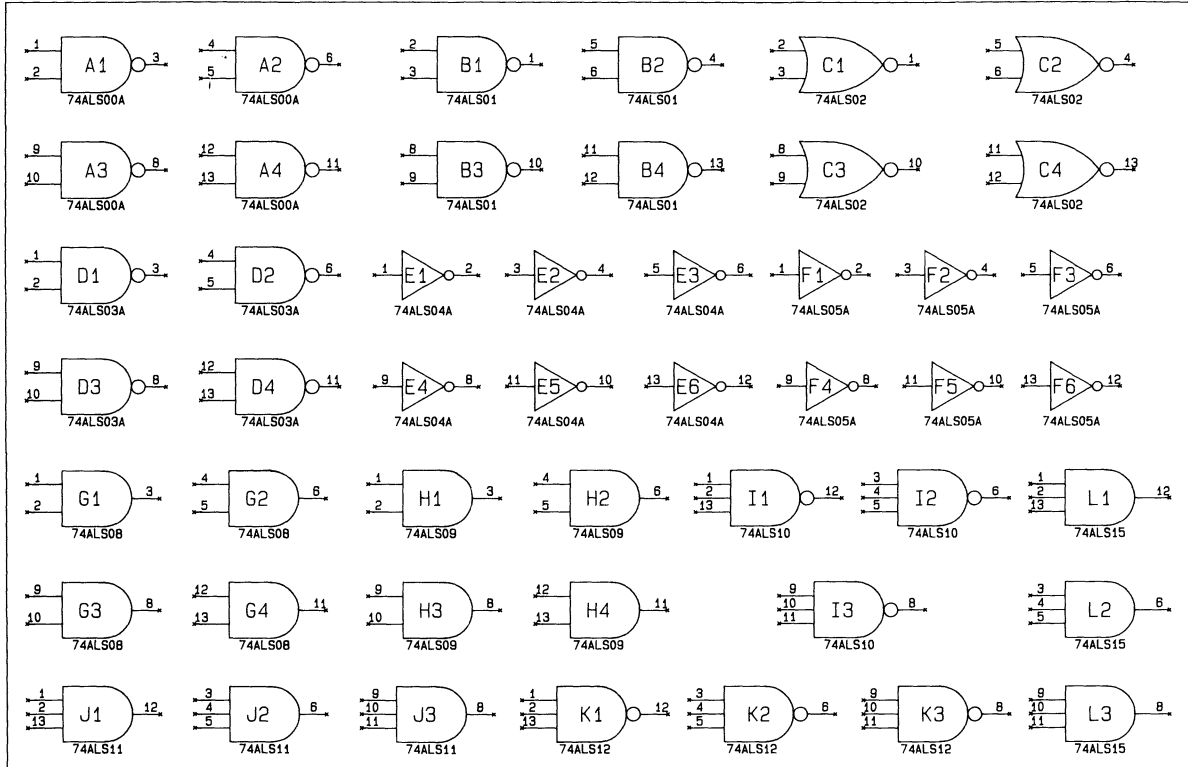 1 4 2 5 2 5
A1 3 A2 6 B1 1 B2 4 C1 1 C2 4
2 5 3 6 3 6
74ALS00A 74ALS00A 74ALS01 74ALS01 74ALS02 74ALS02
9 12 8 11 8 11
A3 8 A4 11 B3 10 B4 13 C3 10 C4 13
10 13 9 12 9 12
74ALS00A 74ALS00A 74ALS01 74ALS01 74ALS02 74ALS02
1 4
D1 3 D2 6 1 E1 2 3 E2 4 5 E3 6 1 F1 2 3 F2 4 5 F3 6
2 5
74ALS03A 74ALS03A 74ALS04A 74ALS04A 74ALS04A 74ALS05A 74ALS05A 74ALS05A
9 12
D3 8 D4 11 9 E4 8 11 E5 10 13 E6 12 9 F4 8 11 F5 10 13 F6 12
10 13
74ALS03A 74ALS03A 74ALS04A 74ALS04A 74ALS04A 74ALS05A 74ALS05A 74ALS05A
1 4 1 4 1 3 1
G1 3 G2 6 H1 3 H2 6 2 I1 12 4 I2 6 2 L1 12
2 5 2 5 13 5 13
74ALS08 74ALS08 74ALS09 74ALS09 74ALS10 74ALS10 74ALS15
9 12 9 12 9 3
G3 8 G4 11 H3 8 H4 11 10 I3 8 4 L2 6
10 13 10 13 11 5
74ALS08 74ALS08 74ALS09 74ALS09 74ALS10 74ALS15
1 3 9 1 3 9 9
2 J1 12 4 J2 6 10 J3 8 2 K1 12 4 K2 6 10 K3 8 10 L3 8
13 5 11 13 5 11 11
74ALS11 74ALS11 74ALS11 74ALS12 74ALS12 74ALS12 74ALS15